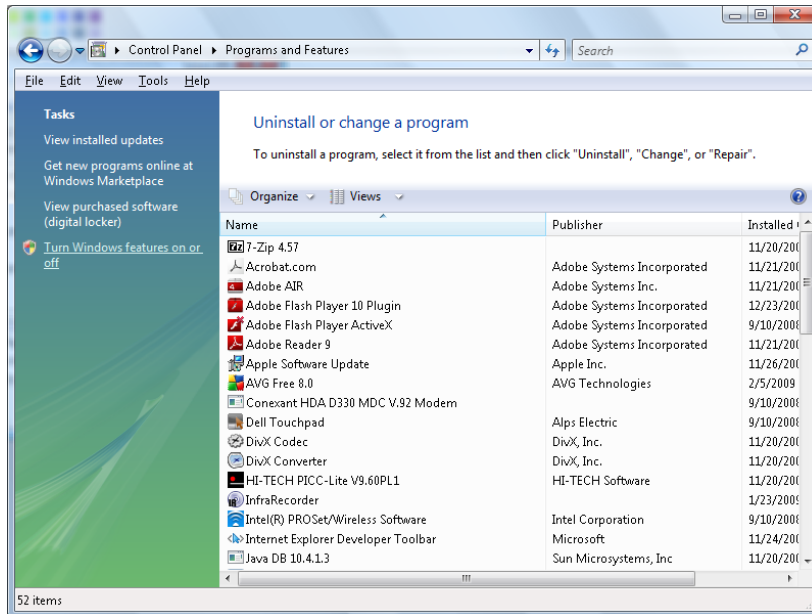 Control Panel Programs and Features Search
File Edit View Tools Help
Tasks
View installed updates
Get new programs online at
Windows Marketplace
View purchased software
(digital locker)
Turn Windows features on or
off
Uninstall or change a program
To uninstall a program, select it from the list and then click "Uninstall", "Change", or "Repair".
Organize Views
Name Publisher Installed
7-Zip 4.57 11/20/200
Acrobat.com Adobe Systems Incorporated 11/21/200
Adobe AIR Adobe Systems Inc. 11/21/200
Adobe Flash Player 10 Plugin Adobe Systems Incorporated 12/23/200
Adobe Flash Player ActiveX Adobe Systems Incorporated 9/10/2008
Adobe Reader 9 Adobe Systems Incorporated 11/21/200
Apple Software Update Apple Inc. 11/26/200
AVG Free 8.0 AVG Technologies 2/5/2009
Conexant HDA D330 MDC V.92 Modem 9/10/2008
Dell Touchpad Alps Electric 9/10/2008
DivX Codec DivX, Inc. 11/20/200
DivX Converter DivX, Inc. 11/20/200
HI-TECH PICC-Lite V9.60PL1 HI-TECH Software 11/20/200
InfraRecorder 1/23/2009
Intel(R) PROSet/Wireless Software Intel Corporation 9/10/2008
Internet Explorer Developer Toolbar Microsoft 11/24/200
Java DB 10.4.1.3 Sun Microsystems, Inc 11/20/200
52 items